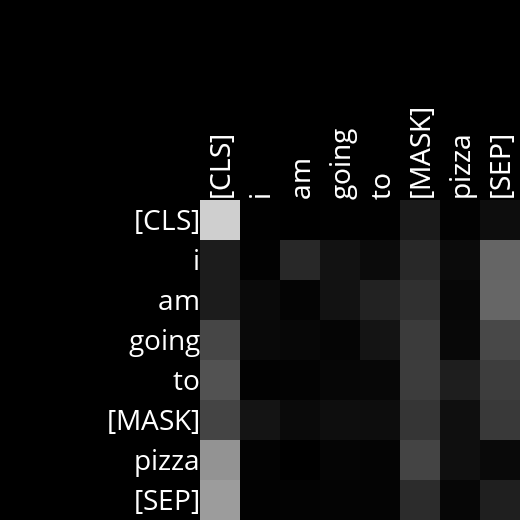 [CLS] i am going to [MASK] pizza [SEP]
[CLS]
i
am
going
to
[MASK]
pizza
[SEP]